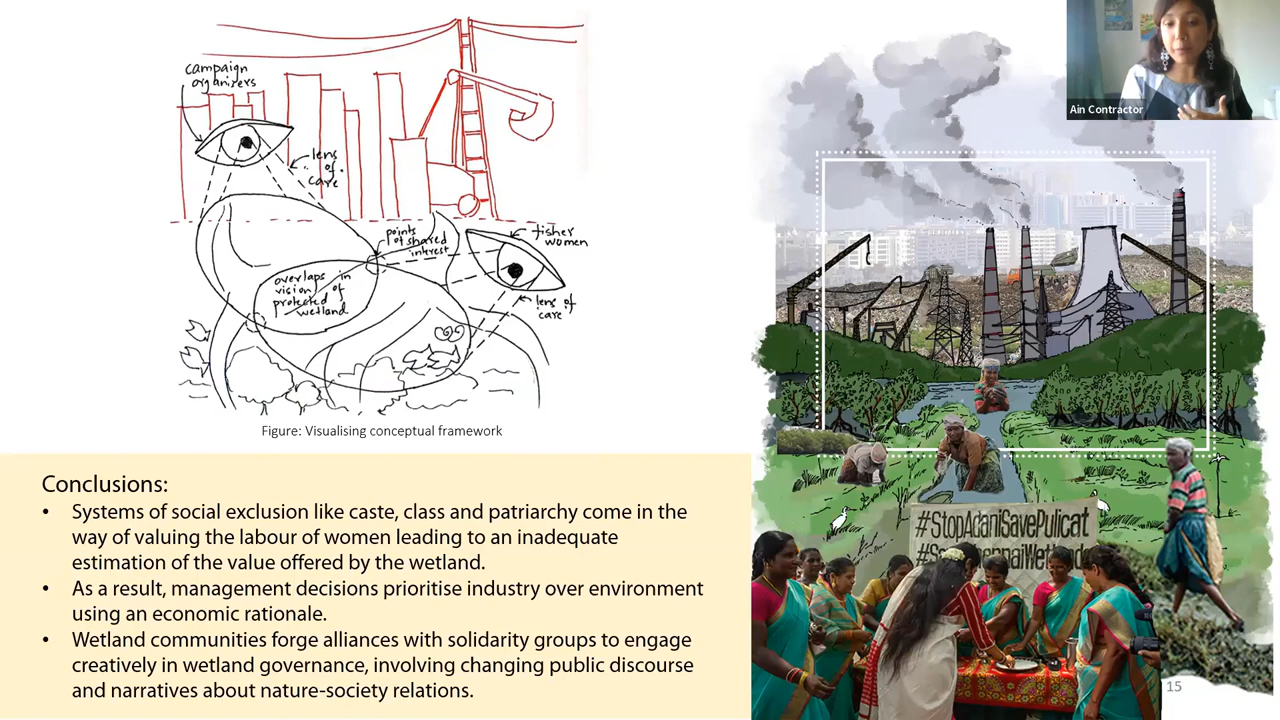 campaign
organisers
lens
of
care
points
of shared
interest
fisher
women
overlaps in
vision of
protected
wetland
lens of
care
Figure: Visualising conceptual framework
Conclusions:
• Systems of social exclusion like caste, class and patriarchy come in the
way of valuing the labour of women leading to an inadequate
estimation of the value offered by the wetland.
• As a result, management decisions prioritise industry over environment
using an economic rationale.
• Wetland communities forge alliances with solidarity groups to engage
creatively in wetland governance, involving changing public discourse
and narratives about nature-society relations.
Ain Contractor
#StopAdaniSavePulicat
15